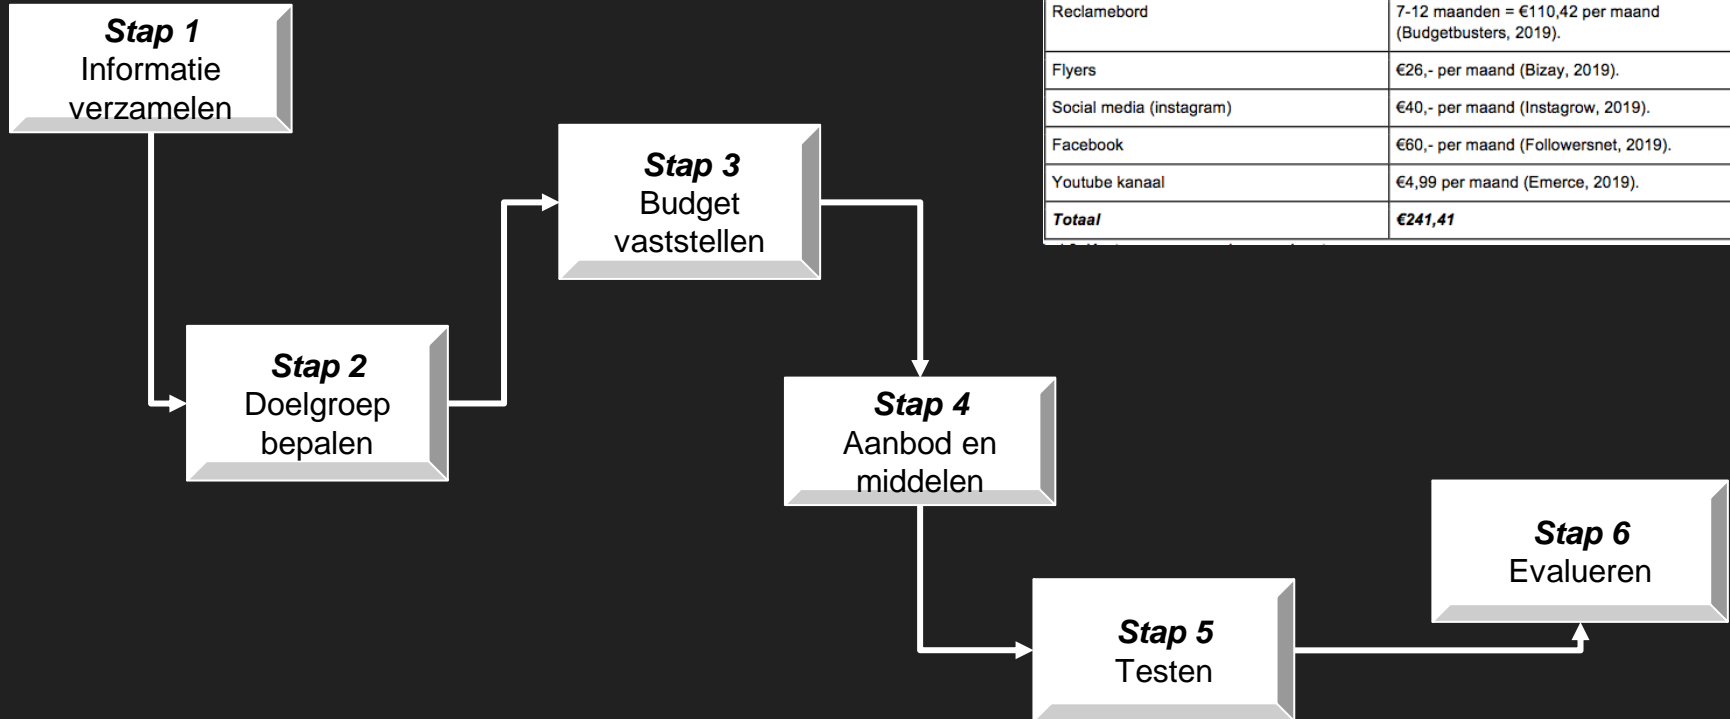 Stap 1
Informatie
verzamelen
Stap 2
Doelgroep
bepalen
Stap 3
Budget
vaststellen
Stap 4
Aanbod en
middelen
Stap 5
Testen
Stap 6
Evalueren
Reclamebord 7-12 maanden = €110,42 per maand
(Budgetbusters, 2019).
Flyers €26,- per maand (Bizay, 2019).
Social media (instagram) €40,- per maand (Instagrow, 2019).
Facebook €60,- per maand (Followersnet, 2019).
Youtube kanaal €4,99 per maand (Emerce, 2019).
Totaal €241,41